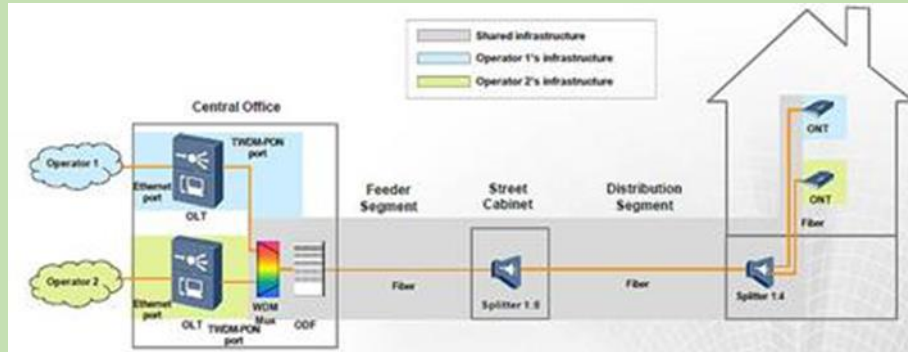 Shared infrastructure
Operator 1's infrastructure
Operator 2's infrastructure
Central Office
TWDM-PON
port
Operator 1
Ethernet
port
OLT
ONT
Feeder
Segment
Street
Cabinet
Distribution
Segment
ONT
Fiber
Operator 2
Ethernet
port
OLT
TWDM-PON
port
WDM
Mux
ODF
Fiber
Splitter 1:8
Fiber
Splitter 1:4